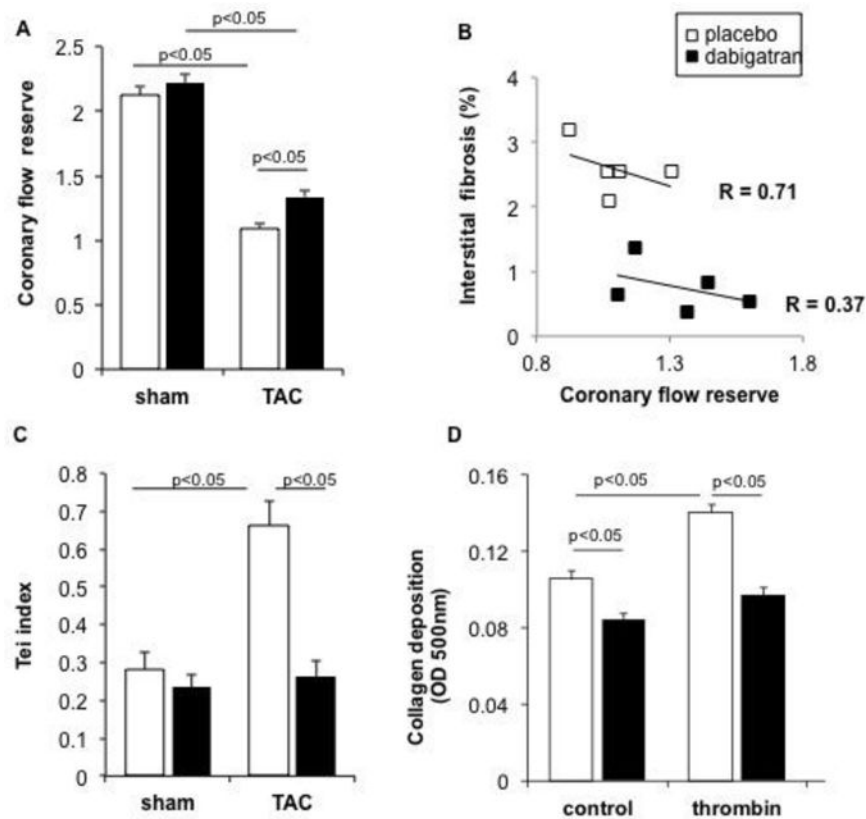 A
p<0.05
p<0.05
2.5
2
1.5
1
0.5
0
p<0.05
Coronary flow reserve
sham
TAC
B
placebo
dabigatran
4
3
2
1
0
Interstital fibrosis (%)
R = 0.71
R = 0.37
0.8
1.3
1.8
Coronary flow reserve
C
0.8
0.7
0.6
0.5
0.4
0.3
0.2
0.1
0
p<0.05
p<0.05
Tei index
sham
TAC
D
0.16
0.12
0.08
0.04
0
p<0.05
p<0.05
p<0.05
Collagen deposition
(OD 500nm)
control
thrombin